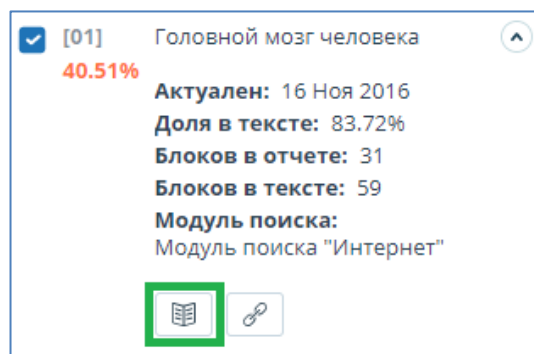 [01] Головной мозг человека
40.51%
Актуален: 16 Ноя 2016
Доля в тексте: 83.72%
Блоков в отчете: 31
Блоков в тексте: 59
Модуль поиска:
Модуль поиска "Интернет"